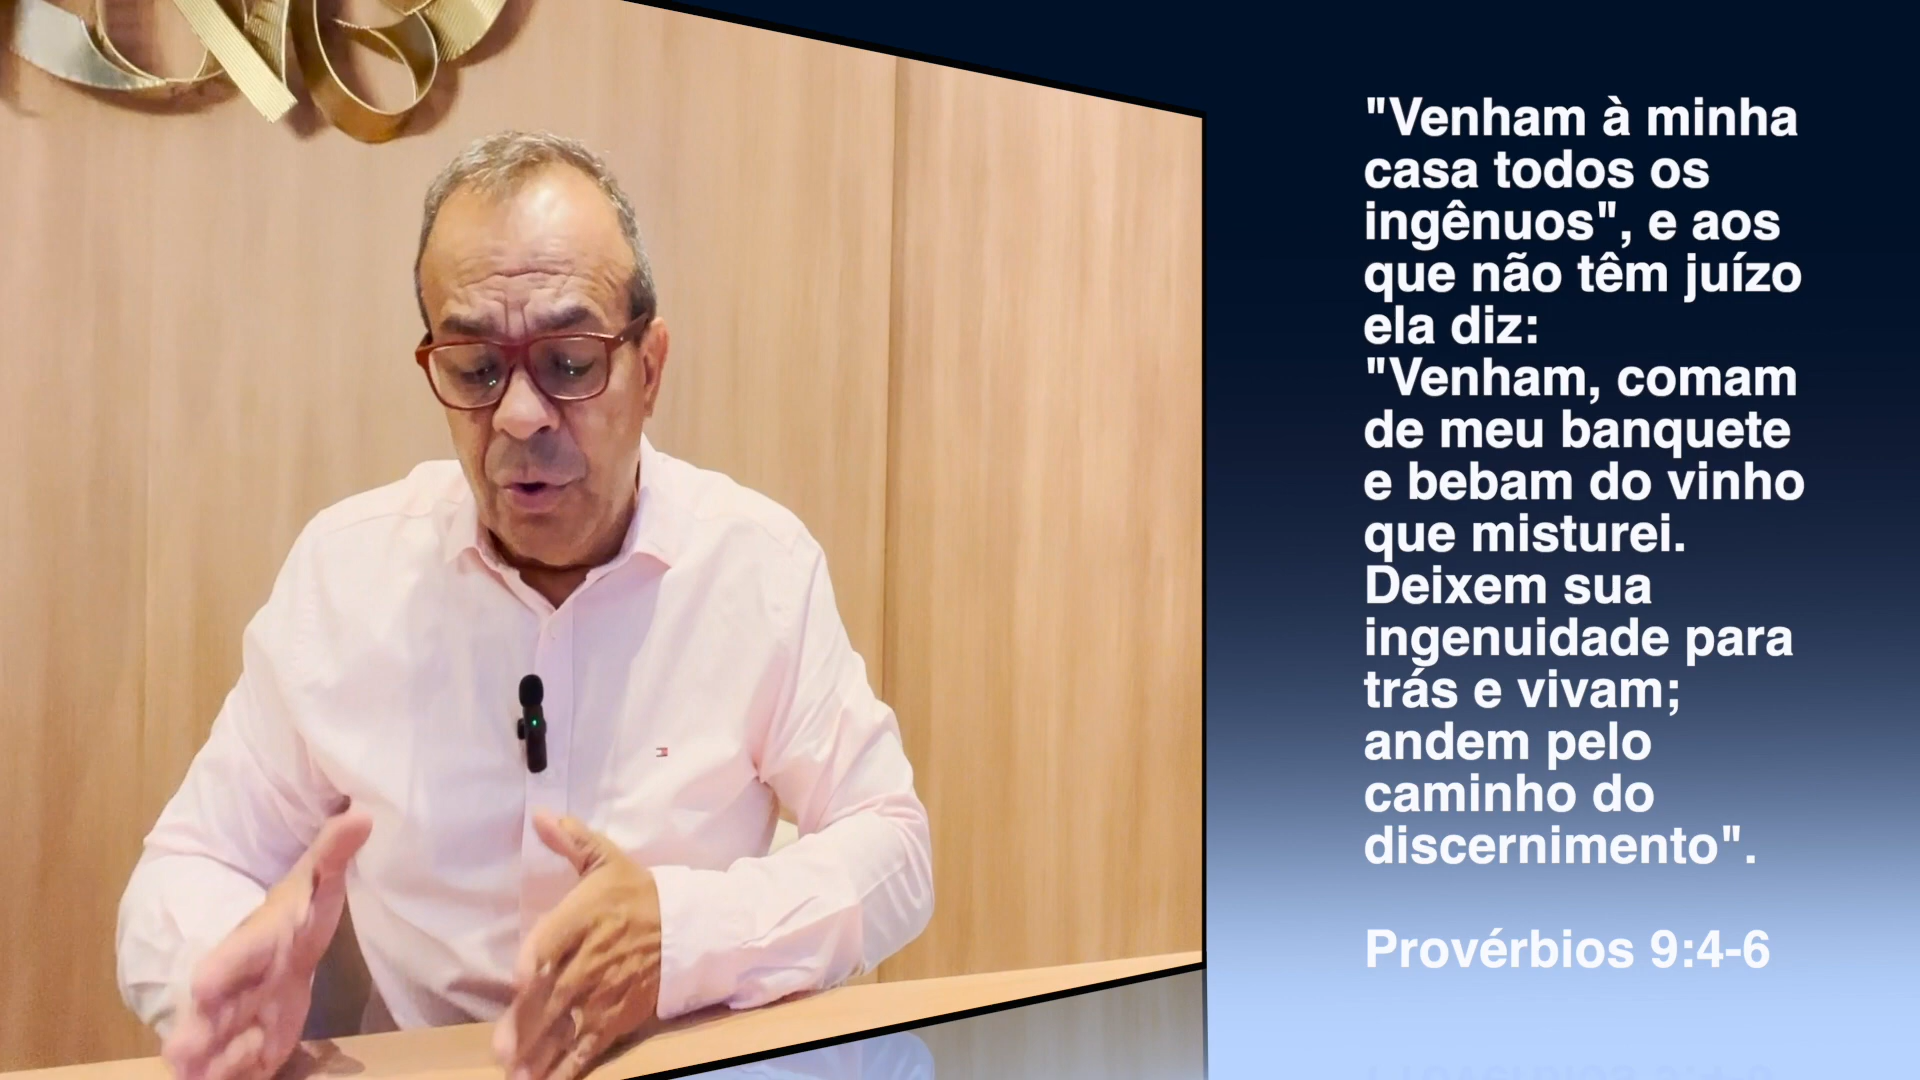 "Venham à minha
casa todos os
ingênuos", e aos
que não têm juízo
ela diz:
"Venham, comam
de meu banquete
e bebam do vinho
que misturei.
Deixem sua
ingenuidade para
trás e vivam;
andem pelo
caminho do
discernimento".
Provérbios 9:4-6